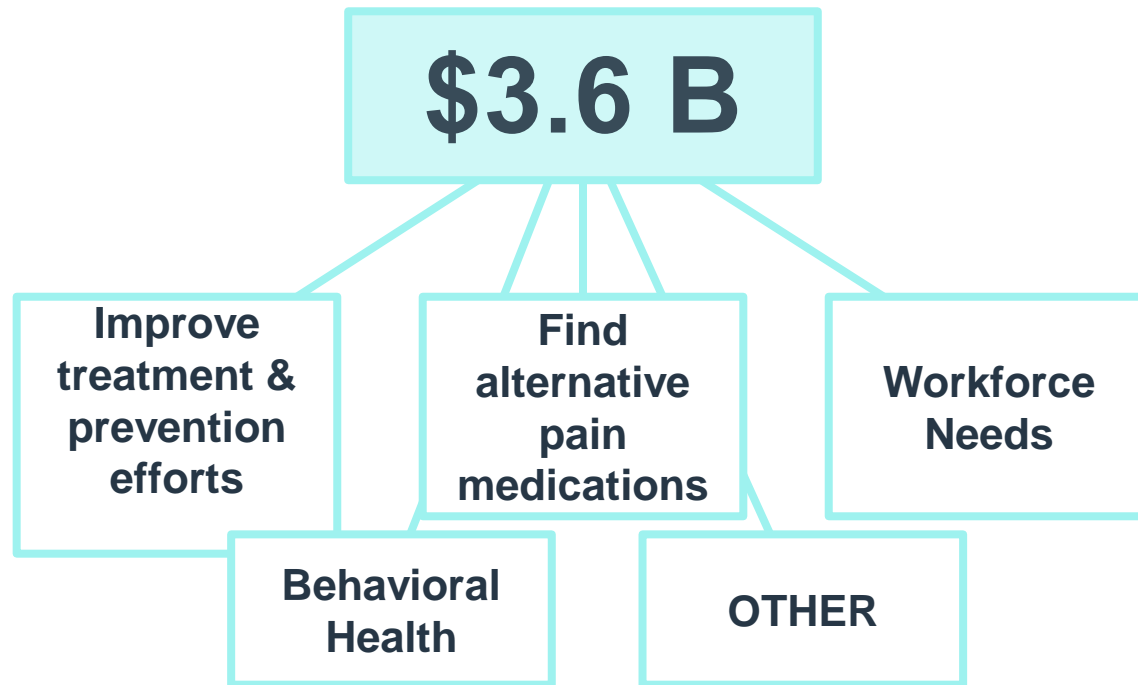 $3.6 B
Improve
treatment &
prevention
efforts
Find
alternative
pain
medications
Workforce
Needs
Behavioral
Health
OTHER